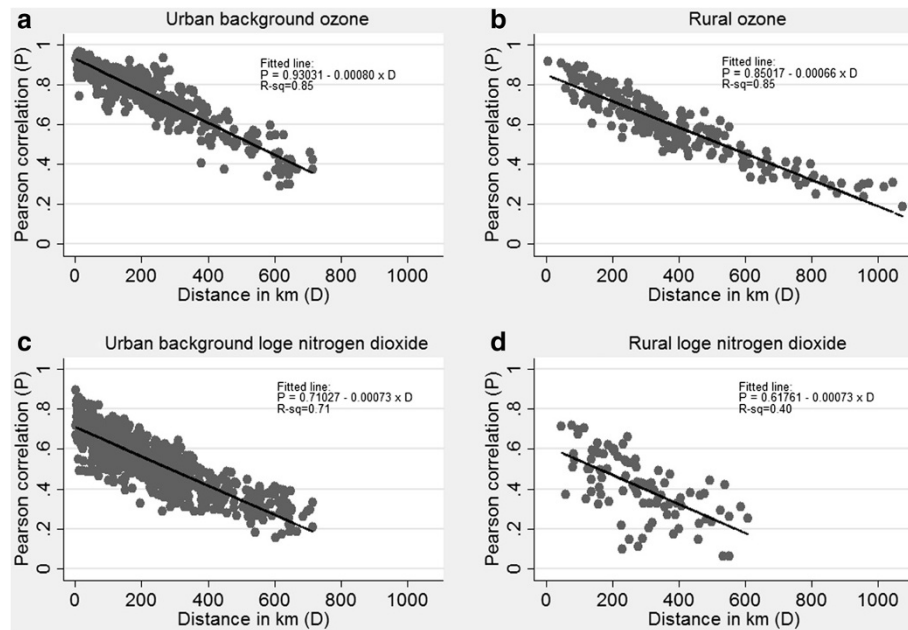 a Urban background ozone
Pearson correlation (P)
1
.8
.6
.4
.2
0
Fitted line:
P = 0.93031 - 0.00080 x D
R-sq=0.85
0 200 400 600 800 1000
Distance in km (D)
b Rural ozone
Pearson correlation (P)
1
.8
.6
.4
.2
0
Fitted line:
P = 0.85017 - 0.00066 x D
R-sq=0.85
0 200 400 600 800 1000
Distance in km (D)
c Urban background loge nitrogen dioxide
Pearson correlation (P)
1
.8
.6
.4
.2
0
Fitted line:
P = 0.71027 - 0.00073 x D
R-sq=0.71
0 200 400 600 800 1000
Distance in km (D)
d Rural loge nitrogen dioxide
Pearson correlation (P)
1
.8
.6
.4
.2
0
Fitted line:
P = 0.61761 - 0.00073 x D
R-sq=0.40
0 200 400 600 800 1000
Distance in km (D)